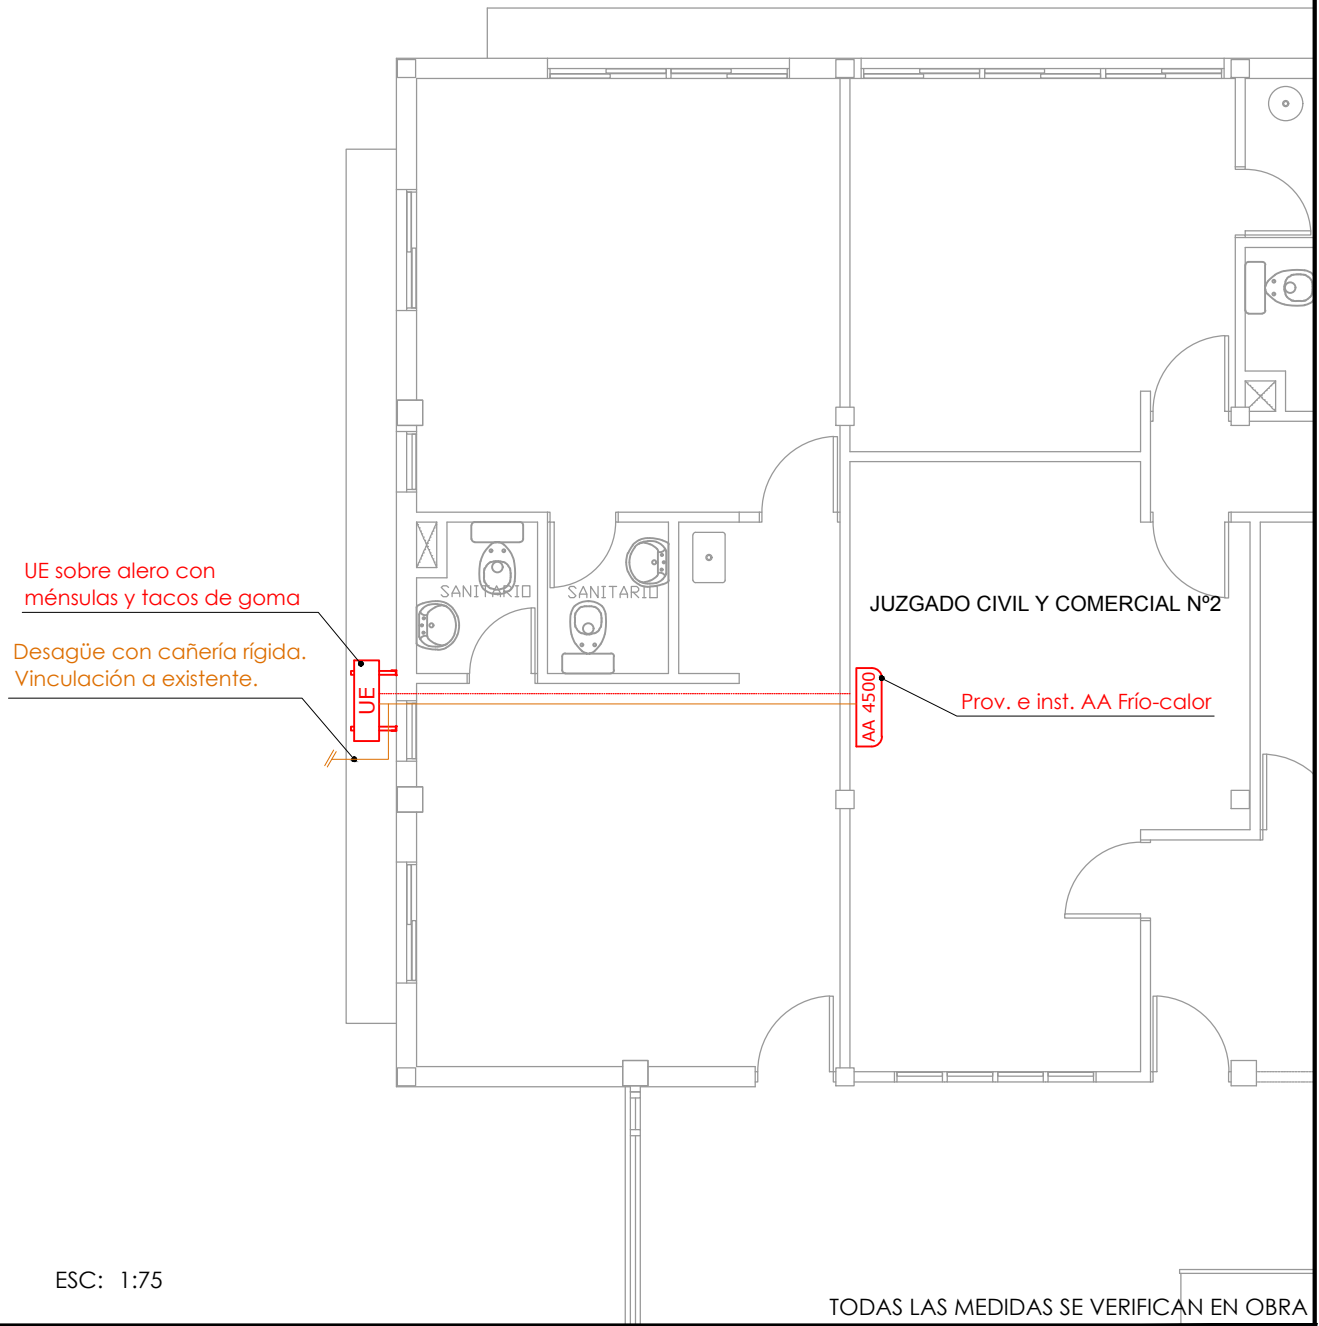 UE sobre alero con
ménsulas y tacos de goma
Desagüe con cañería rígida.
Vinculación a existente.
SANITARIO
SANITARIO
JUZGADO CIVIL Y COMERCIAL Nº2
UE
AA 4500
Prov. e inst. AA Frío-calor
ESC: 1:75
TODAS LAS MEDIDAS SE VERIFICAN EN OBRA